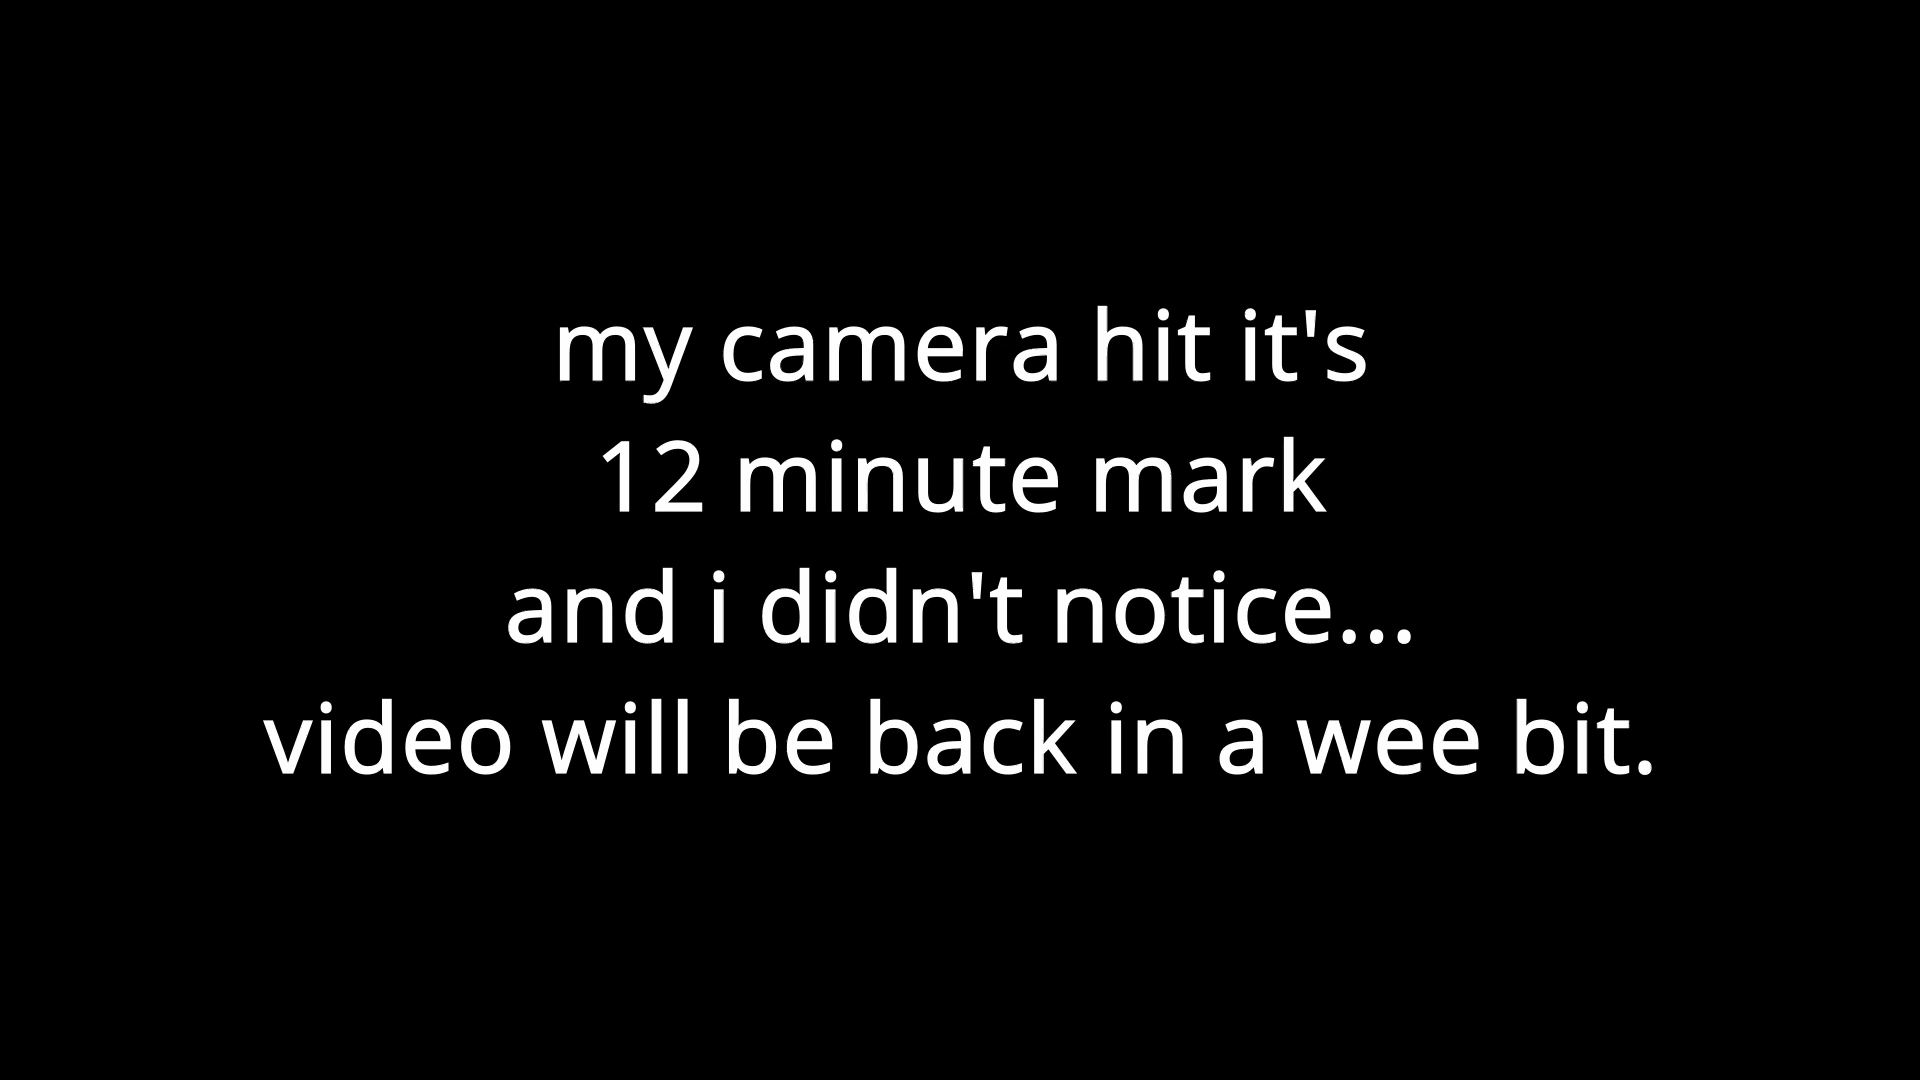 my camera hit it's
12 minute mark
and i didn't notice...
video will be back in a wee bit.